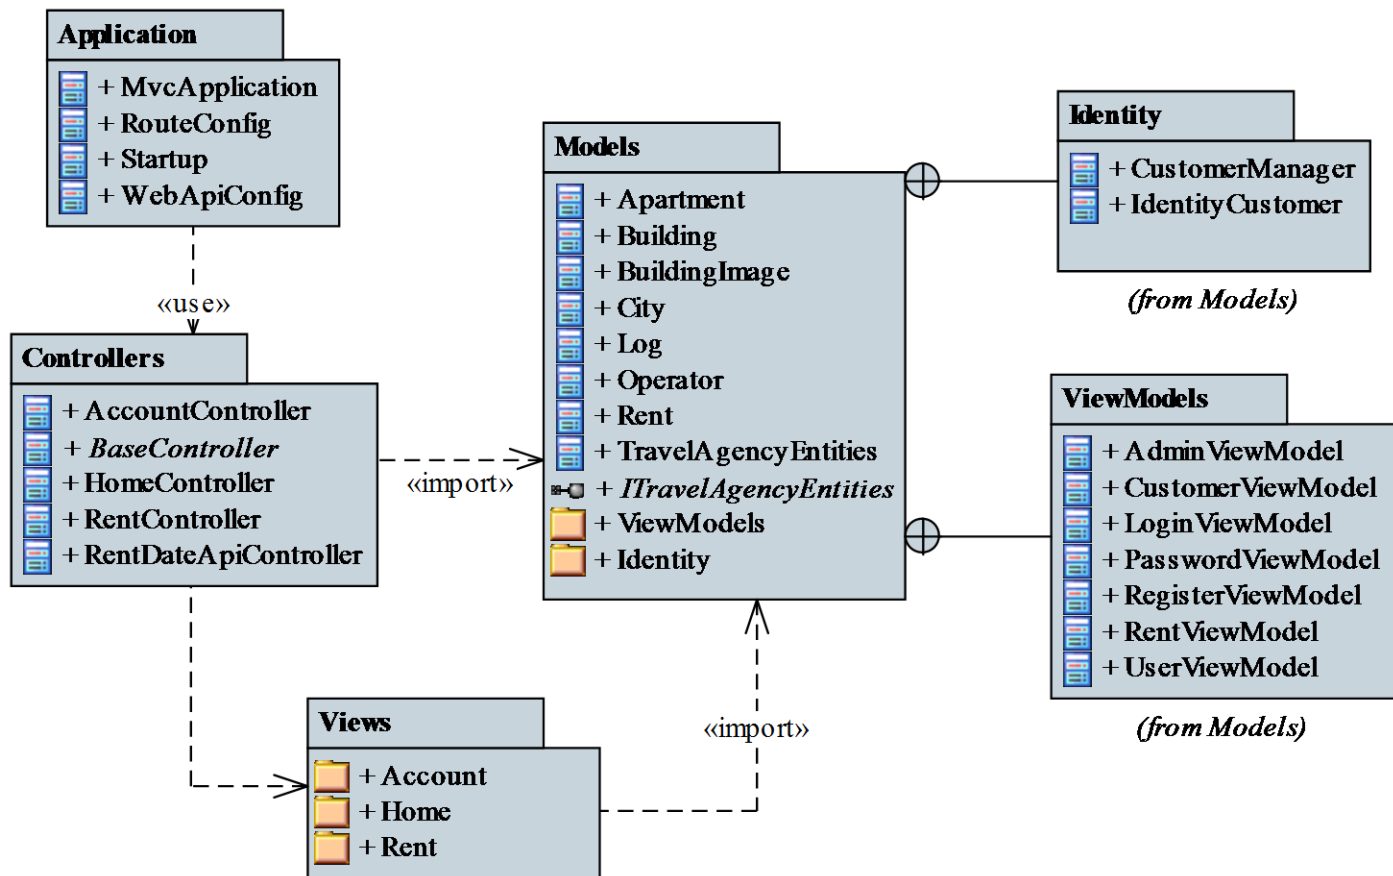 Application
+ MvcApplication
+ RouteConfig
+ Startup
+ WebApiConfig
«use»
Controllers
+ AccountController
+ BaseController
+ HomeController
+ RentController
+ RentDateApiController
«import»
Models
+ Apartment
+ Building
+ BuildingImage
+ City
+ Log
+ Operator
+ Rent
+ TravelAgencyEntities
+ ITravelAgencyEntities
+ ViewModels
+ Identity
Identity
+ CustomerManager
+ IdentityCustomer
(from Models)
ViewModels
+ AdminViewModel
+ CustomerViewModel
+ LoginViewModel
+ PasswordViewModel
+ RegisterViewModel
+ RentViewModel
+ UserViewModel
(from Models)
Views
+ Account
+ Home
+ Rent
«import»